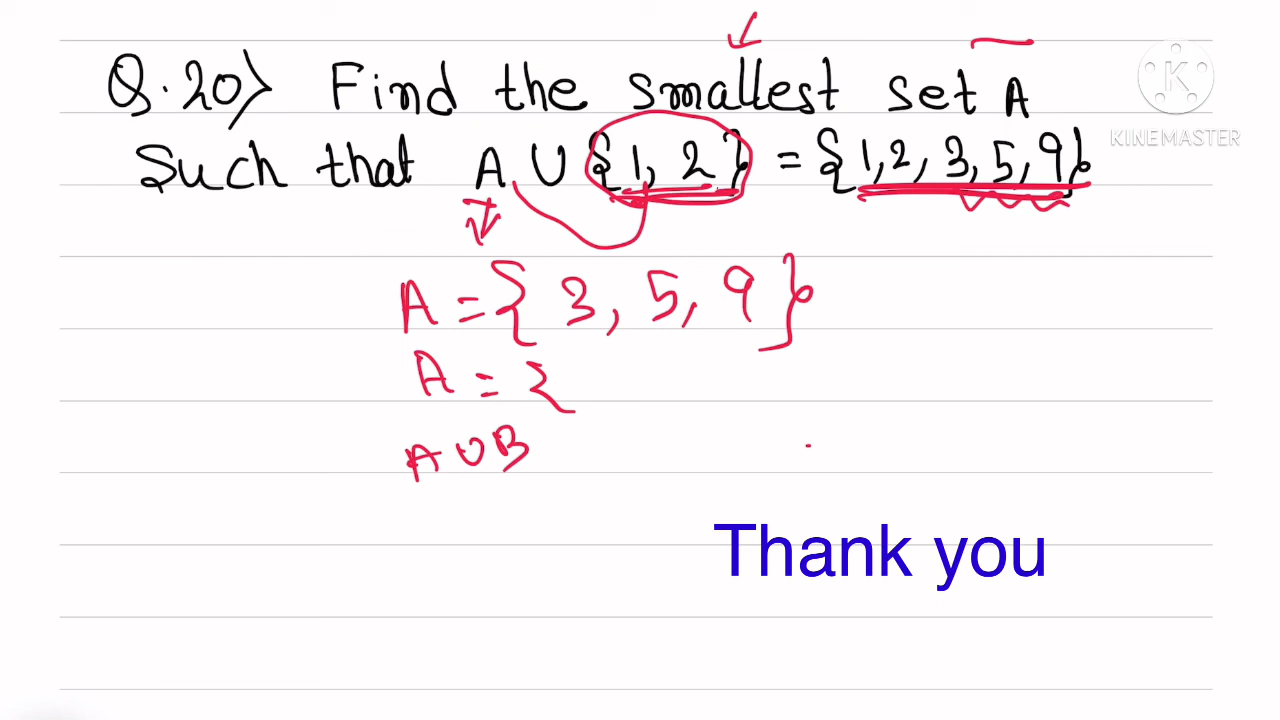 Q.20> Find the smallest set A
Such that A ∪ {1, 2} = {1,2, 3, 5, 9}
A = { 3, 5, 9 }
A = {
A ∪ B
Thank you
K
KINEMASTER